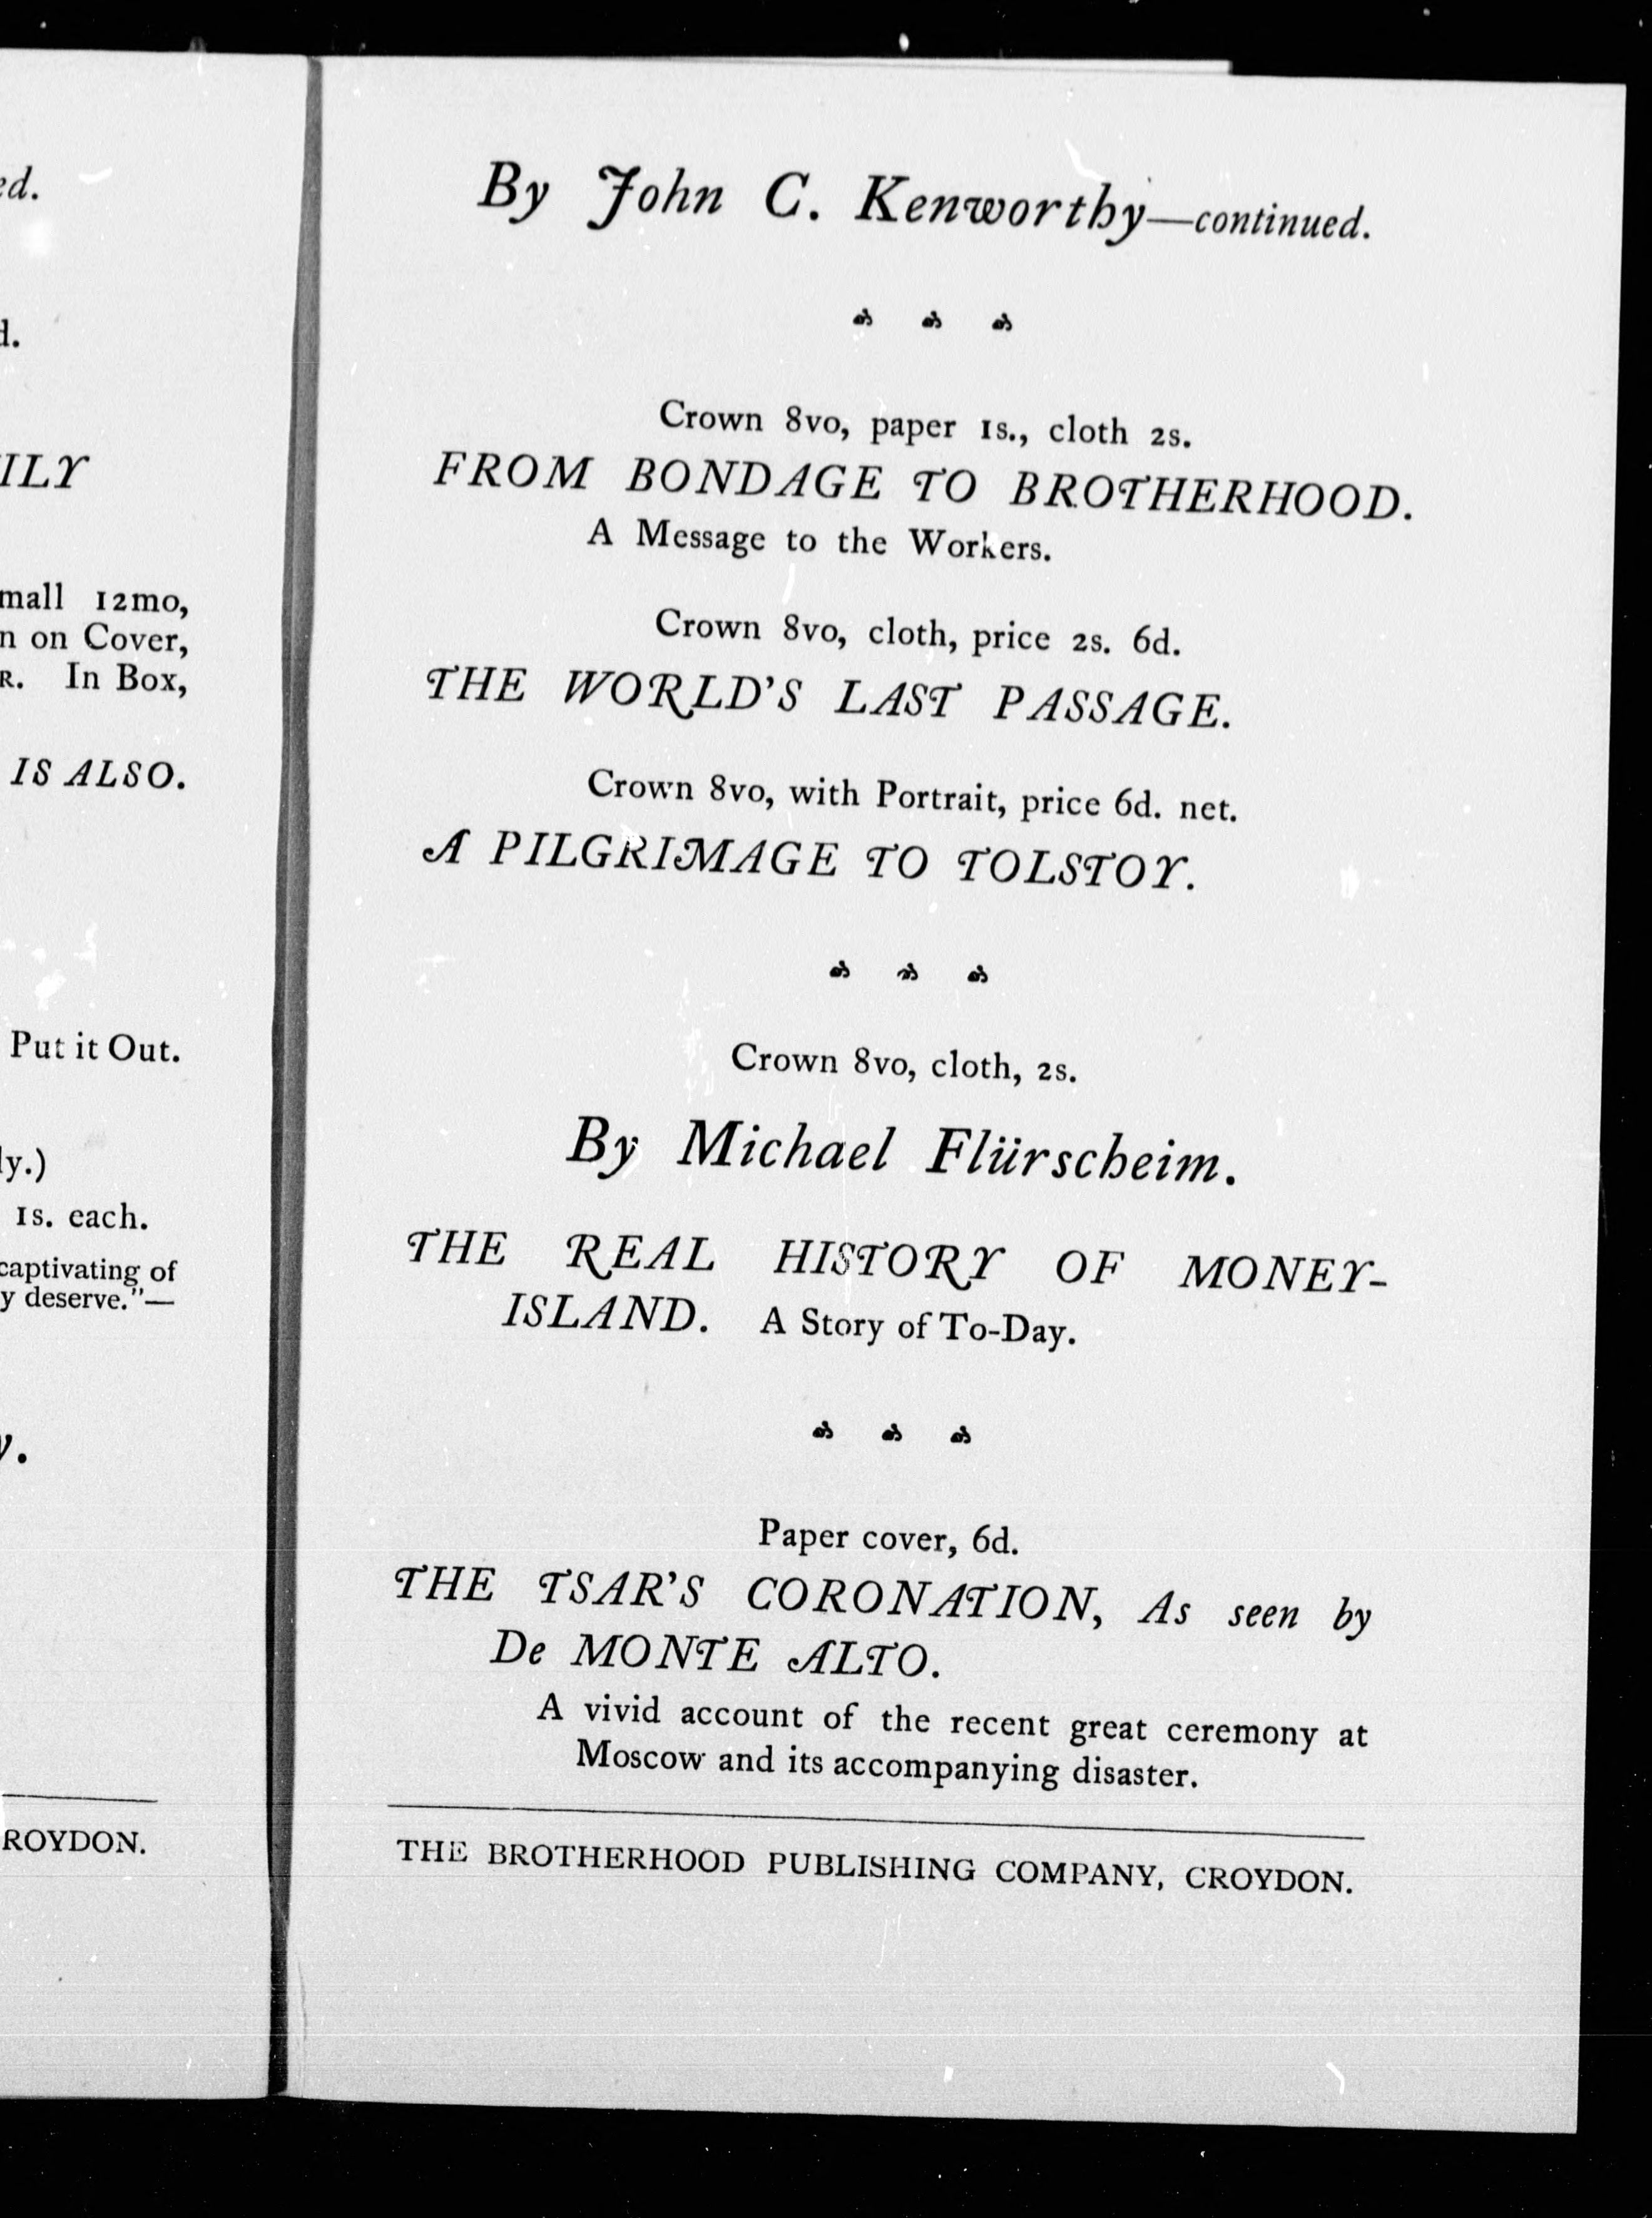 ed.
d.
ILY
mall 12mo,
n on Cover,
R. In Box,
IS ALSO.
Put it Out.
ly.)
1s. each.
captivating of
y deserve."—
y.
ROYDON.
By John C. Kenworthy—continued.
Crown 8vo, paper 1s., cloth 2s.
FROM BONDAGE TO BROTHERHOOD.
A Message to the Workers.
Crown 8vo, cloth, price 2s. 6d.
THE WORLD'S LAST PASSAGE.
Crown 8vo, with Portrait, price 6d. net.
A PILGRIMAGE TO TOLSTOY.
Crown 8vo, cloth, 2s.
By Michael Flürscheim.
THE REAL HISTORY OF MONEY-
ISLAND. A Story of To-Day.
Paper cover, 6d.
THE TSAR'S CORONATION, As seen by
De MONTE ALTO.
A vivid account of the recent great ceremony at
Moscow and its accompanying disaster.
THE BROTHERHOOD PUBLISHING COMPANY, CROYDON.